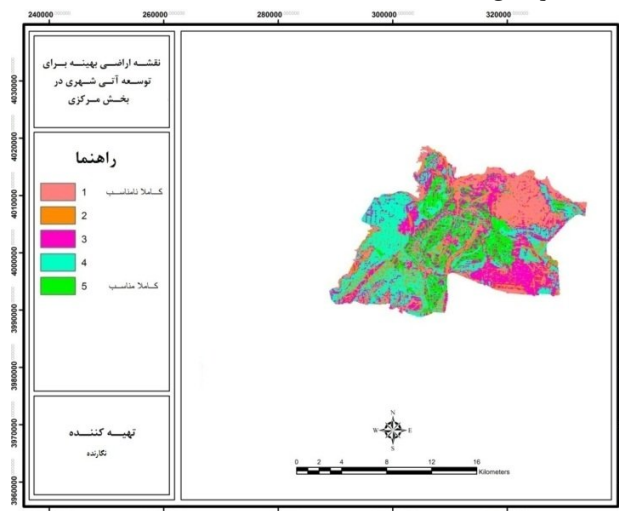 240000 260000 280000 300000 320000
نقشه اراضی بهینه برای
توسعه آتی شهری در
بخش مرکزی
راهنما
1 کاملا نامناسب
2
3
4
5 کاملا مناسب
تهیه کننده
نگارنده
4030000
4020000
4010000
4000000
3990000
3980000
3970000
3960000
N
W E
S
0 2 4 8 12 16
Kilometers